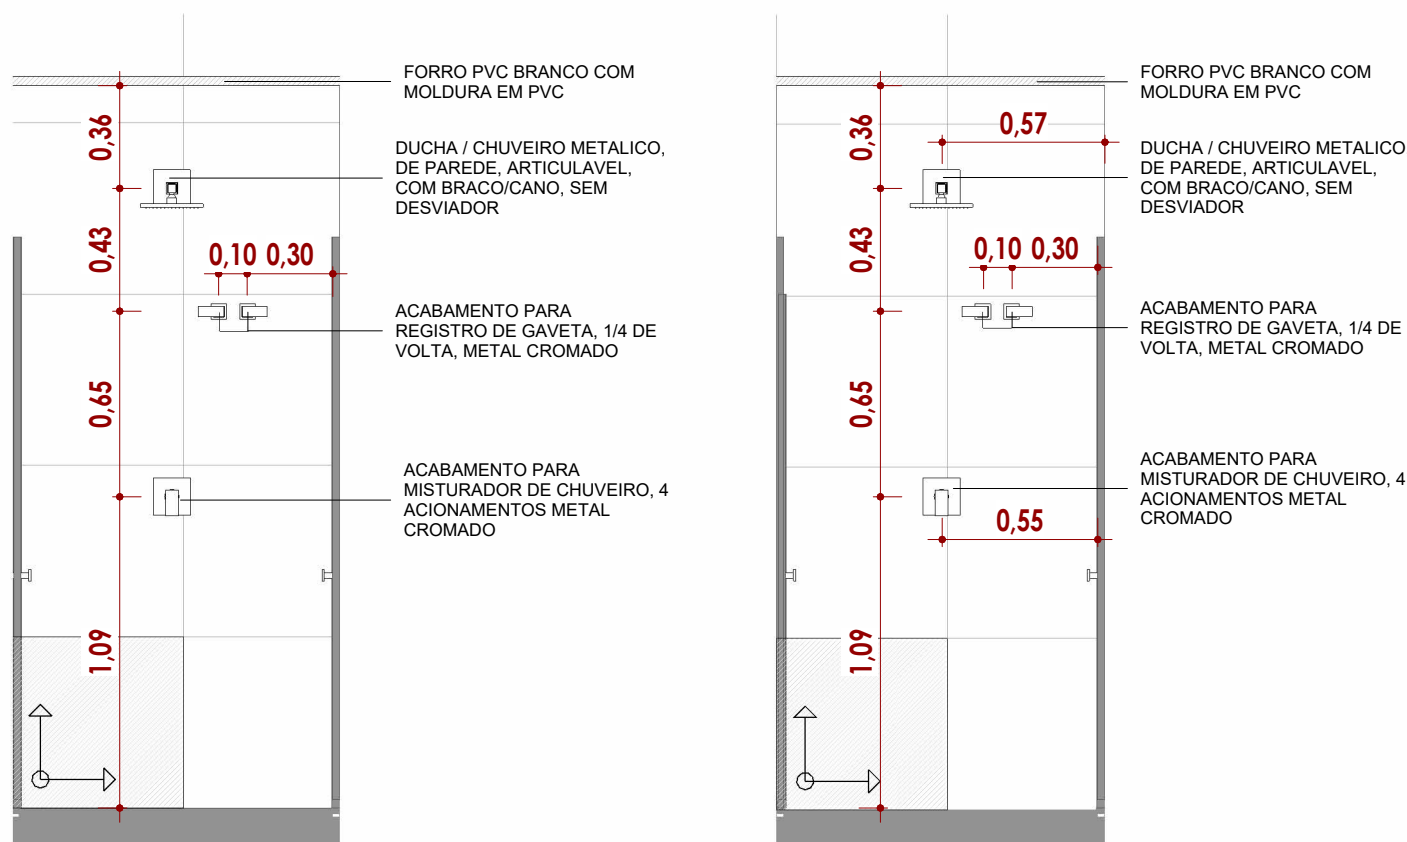 FORRO PVC BRANCO COM
MOLDURA EM PVC
0,36
DUCHA / CHUVEIRO METALICO,
DE PAREDE, ARTICULAVEL,
COM BRACO/CANO, SEM
DESVIADOR
0,43
0,10 0,30
ACABAMENTO PARA
REGISTRO DE GAVETA, 1/4 DE
VOLTA, METAL CROMADO
0,65
ACABAMENTO PARA
MISTURADOR DE CHUVEIRO, 4
ACIONAMENTOS METAL
CROMADO
1,09
FORRO PVC BRANCO COM
MOLDURA EM PVC
0,36
0,57
DUCHA / CHUVEIRO METALICO
DE PAREDE, ARTICULAVEL,
COM BRACO/CANO, SEM
DESVIADOR
0,43
0,10 0,30
ACABAMENTO PARA
REGISTRO DE GAVETA, 1/4 DE
VOLTA, METAL CROMADO
0,65
ACABAMENTO PARA
MISTURADOR DE CHUVEIRO, 4
ACIONAMENTOS METAL
CROMADO
0,55
1,09